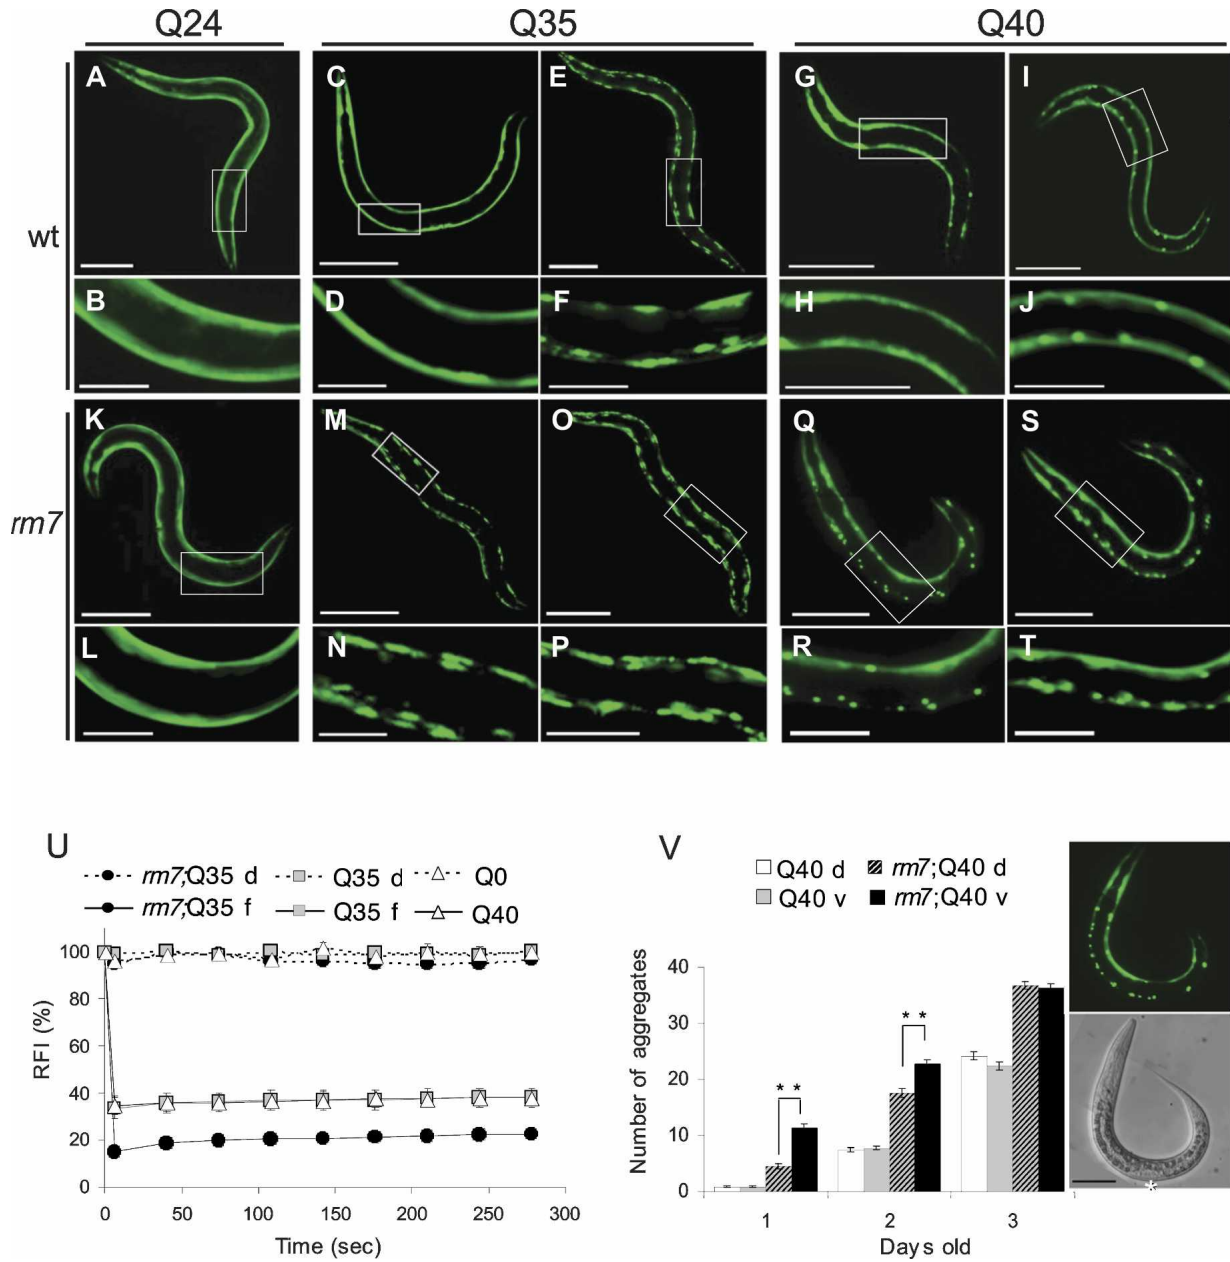 Q24 Q35 Q40
wt
A C E G I
B D F H J
rm7
K M O Q S
L N P R T
U
rm7;Q35 d Q35 d Q0
rm7;Q35 f Q35 f Q40
RFI (%)
100
80
60
40
20
0
0 50 100 150 200 250 300
Time (sec)
V
Q40 d rm7;Q40 d
Q40 v rm7;Q40 v
Number of aggregates
40
30
20
10
0
* *
* *
1 2 3
Days old
*